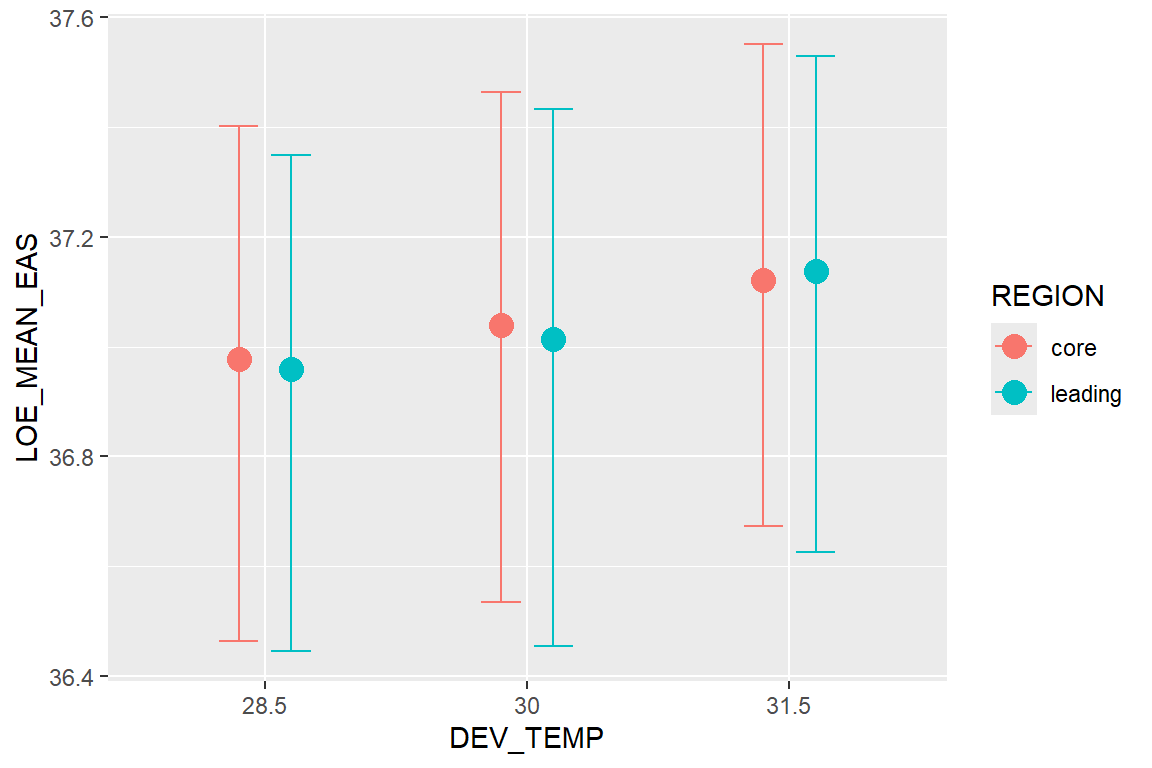 37.6
37.2
36.8
36.4
LOE_MEAN_EAS
28.5
30
31.5
DEV_TEMP
REGION
core
leading